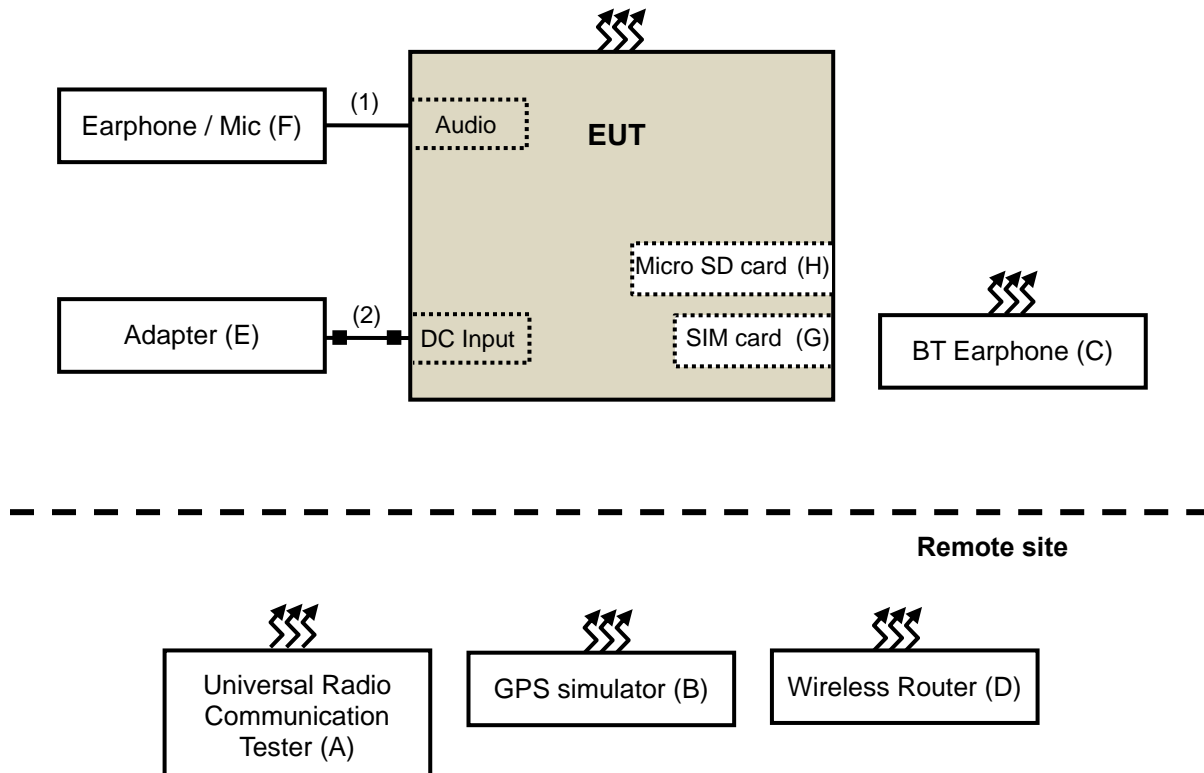 (1)
Earphone / Mic (F)
Audio
EUT
Micro SD card (H)
(2)
Adapter (E)
DC Input
SIM card (G)
BT Earphone (C)
Remote site
Universal Radio
Communication
Tester (A)
GPS simulator (B)
Wireless Router (D)